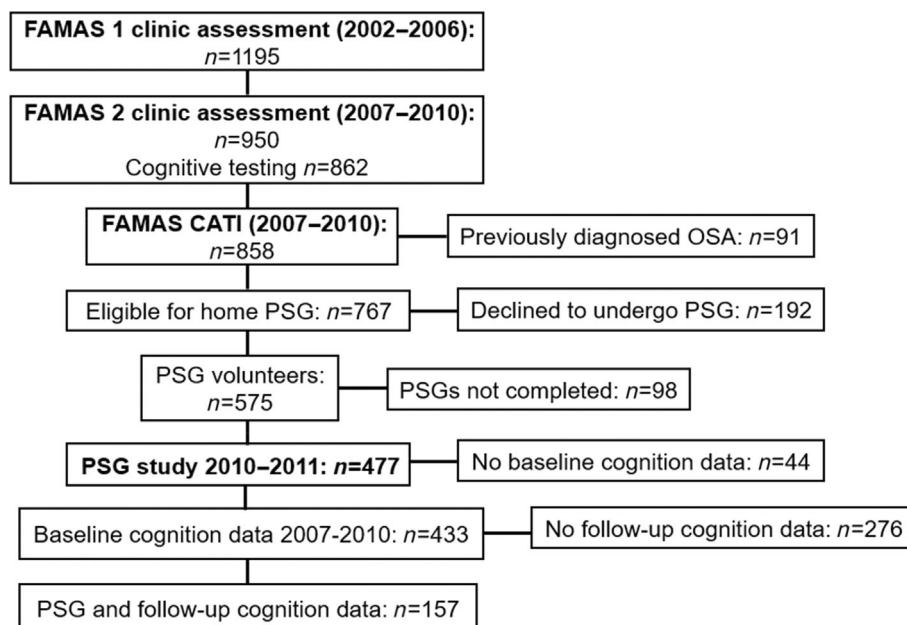 FAMAS 1 clinic assessment (2002–2006):
n=1195
FAMAS 2 clinic assessment (2007–2010):
n=950
Cognitive testing n=862
FAMAS CATI (2007–2010):
n=858
Previously diagnosed OSA: n=91
Eligible for home PSG: n=767
Declined to undergo PSG: n=192
PSG volunteers:
n=575
PSGs not completed: n=98
PSG study 2010–2011: n=477
No baseline cognition data: n=44
Baseline cognition data 2007-2010: n=433
No follow-up cognition data: n=276
PSG and follow-up cognition data: n=157